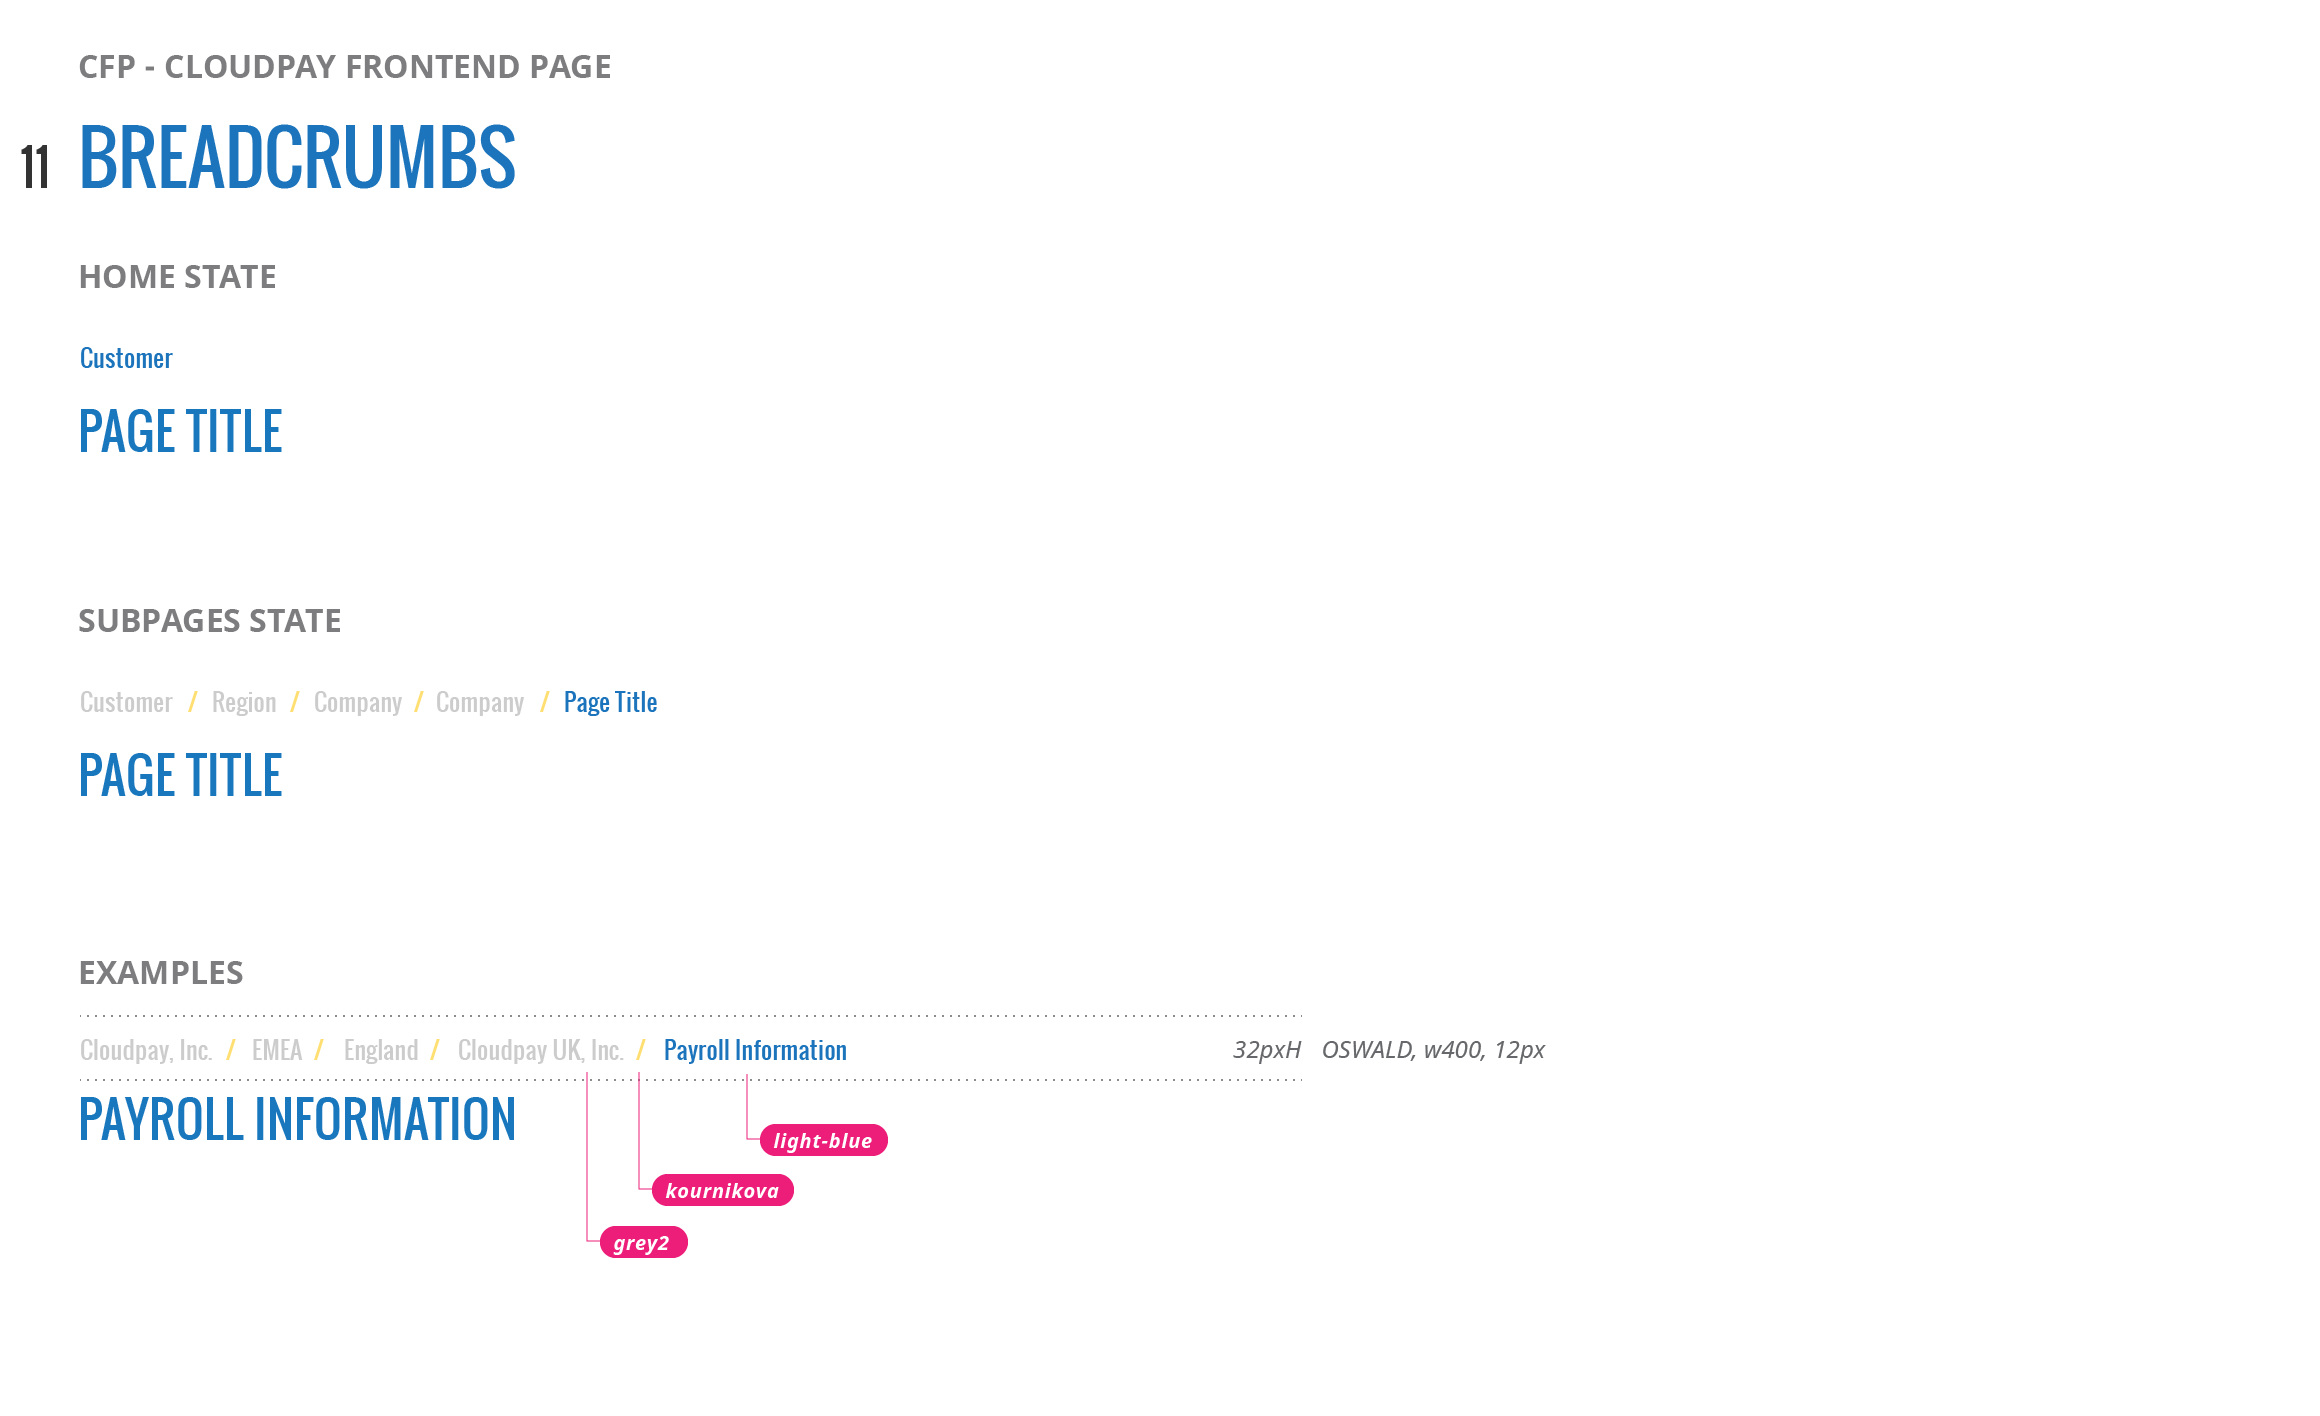 CFP - CLOUDPAY FRONTEND PAGE
11 BREADCRUMBS
HOME STATE
Customer
PAGE TITLE
SUBPAGES STATE
Customer / Region / Company / Company / Page Title
PAGE TITLE
EXAMPLES
Cloudpay, Inc. / EMEA / England / Cloudpay UK, Inc. / Payroll Information 32pxH OSWALD, w400, 12px
PAYROLL INFORMATION
light-blue
kournikova
grey2